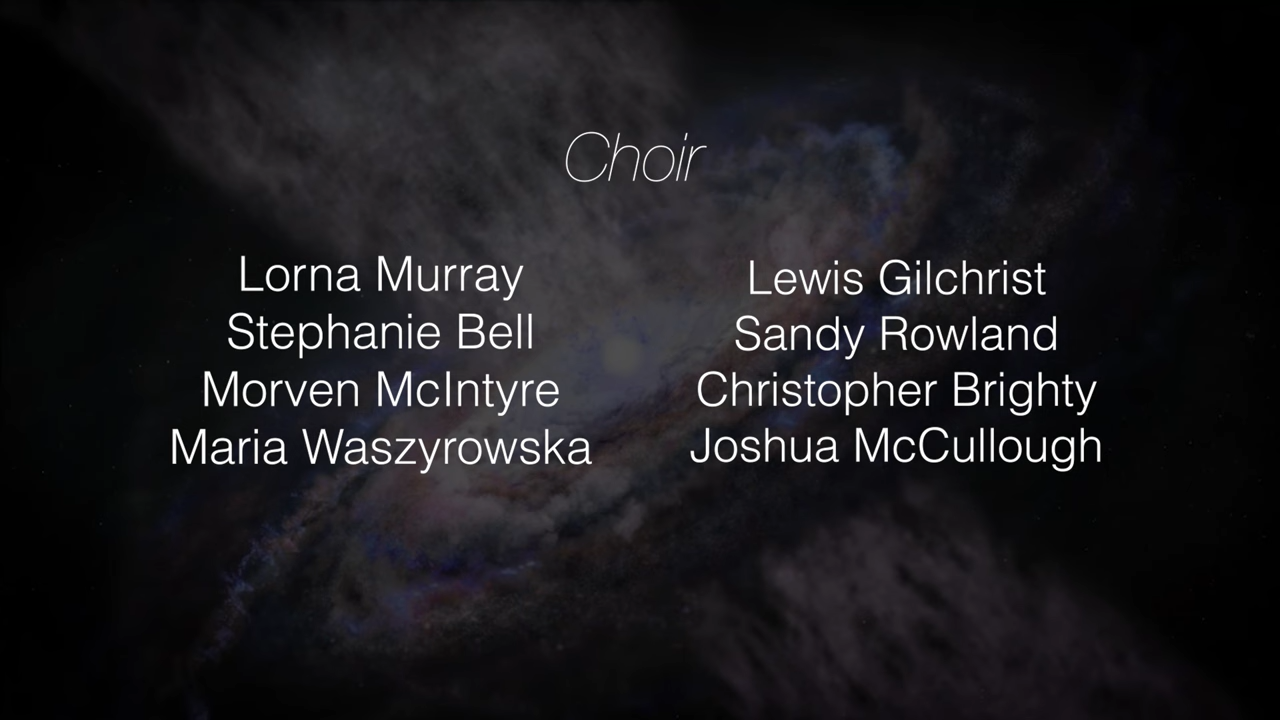 Choir
Lorna Murray
Stephanie Bell
Morven McIntyre
Maria Waszyrowska
Lewis Gilchrist
Sandy Rowland
Christopher Brighty
Joshua McCullough